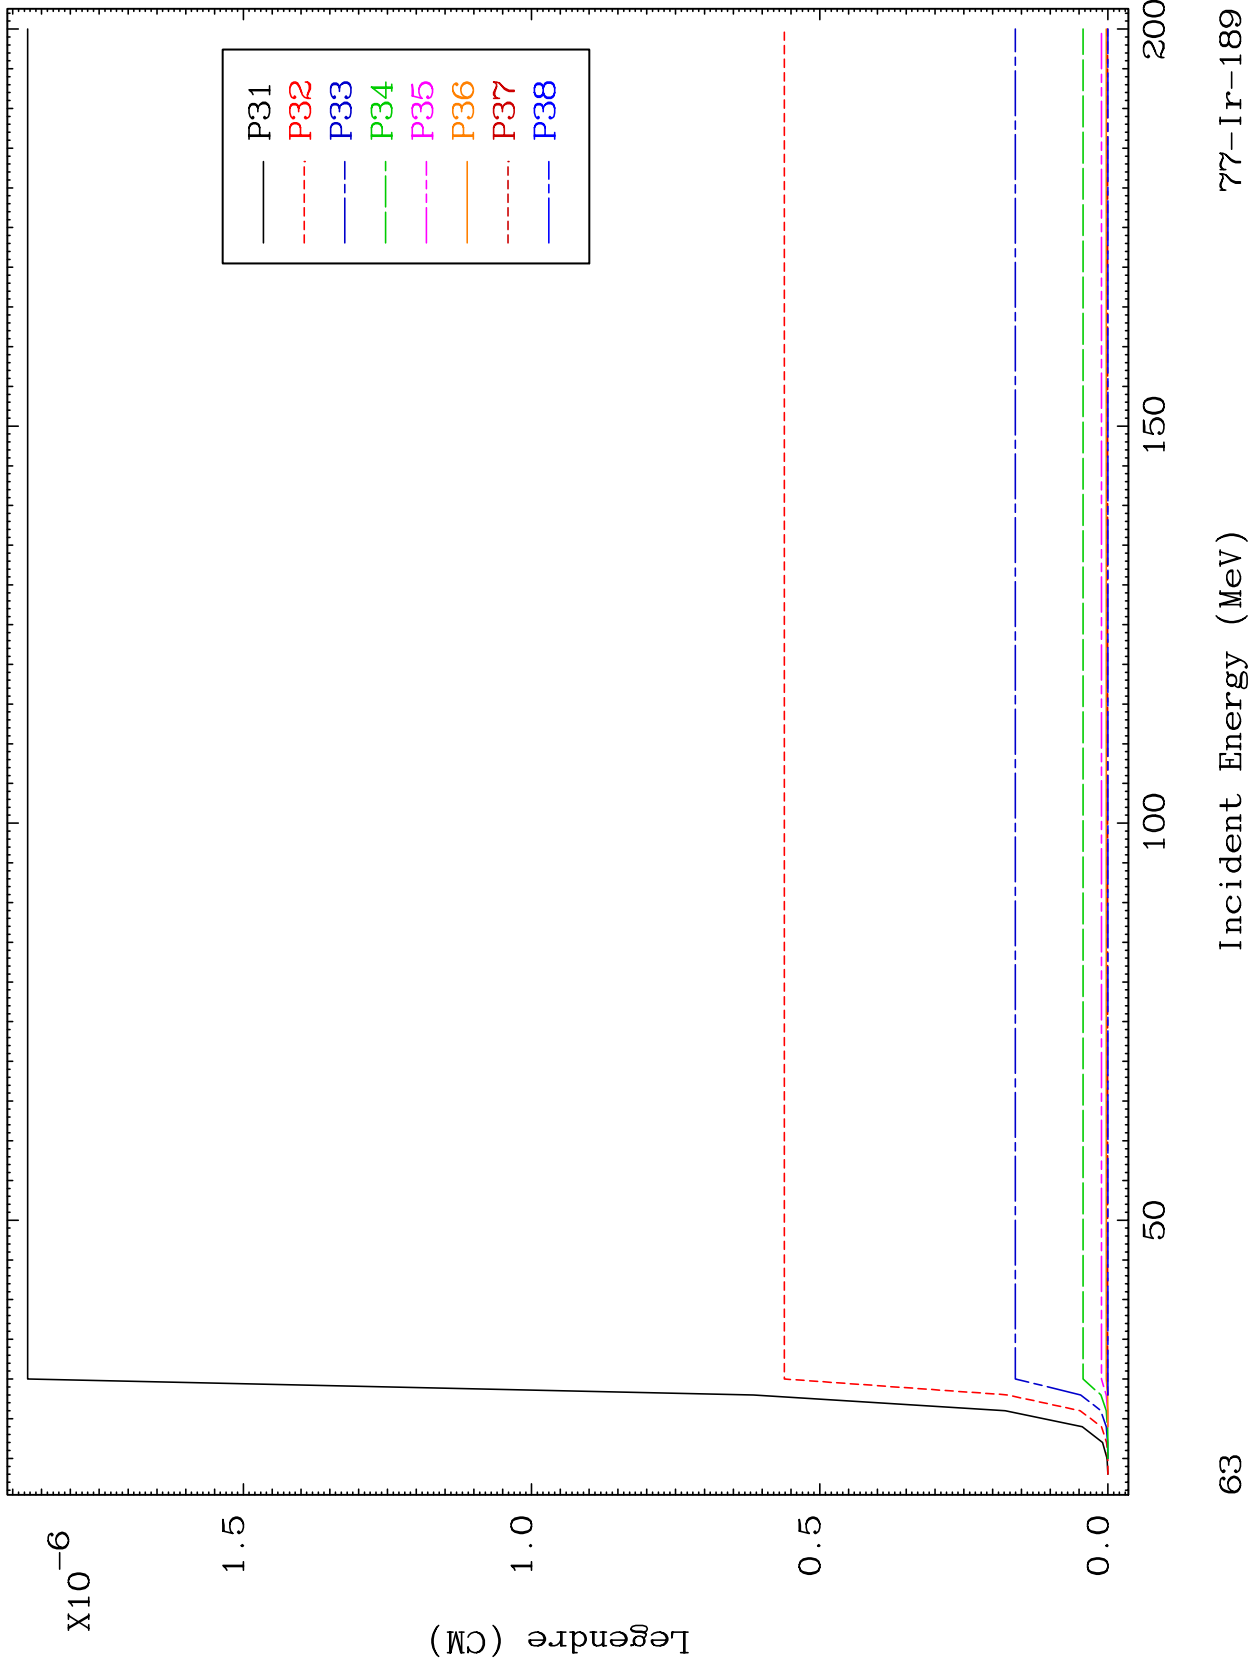 X10-6
1.5
1.0
0.5
0.0
Legendre (CM)
P31
P32
P33
P34
P35
P36
P37
P38
50
100
150
200
63
Incident Energy (MeV)
77-Ir-189